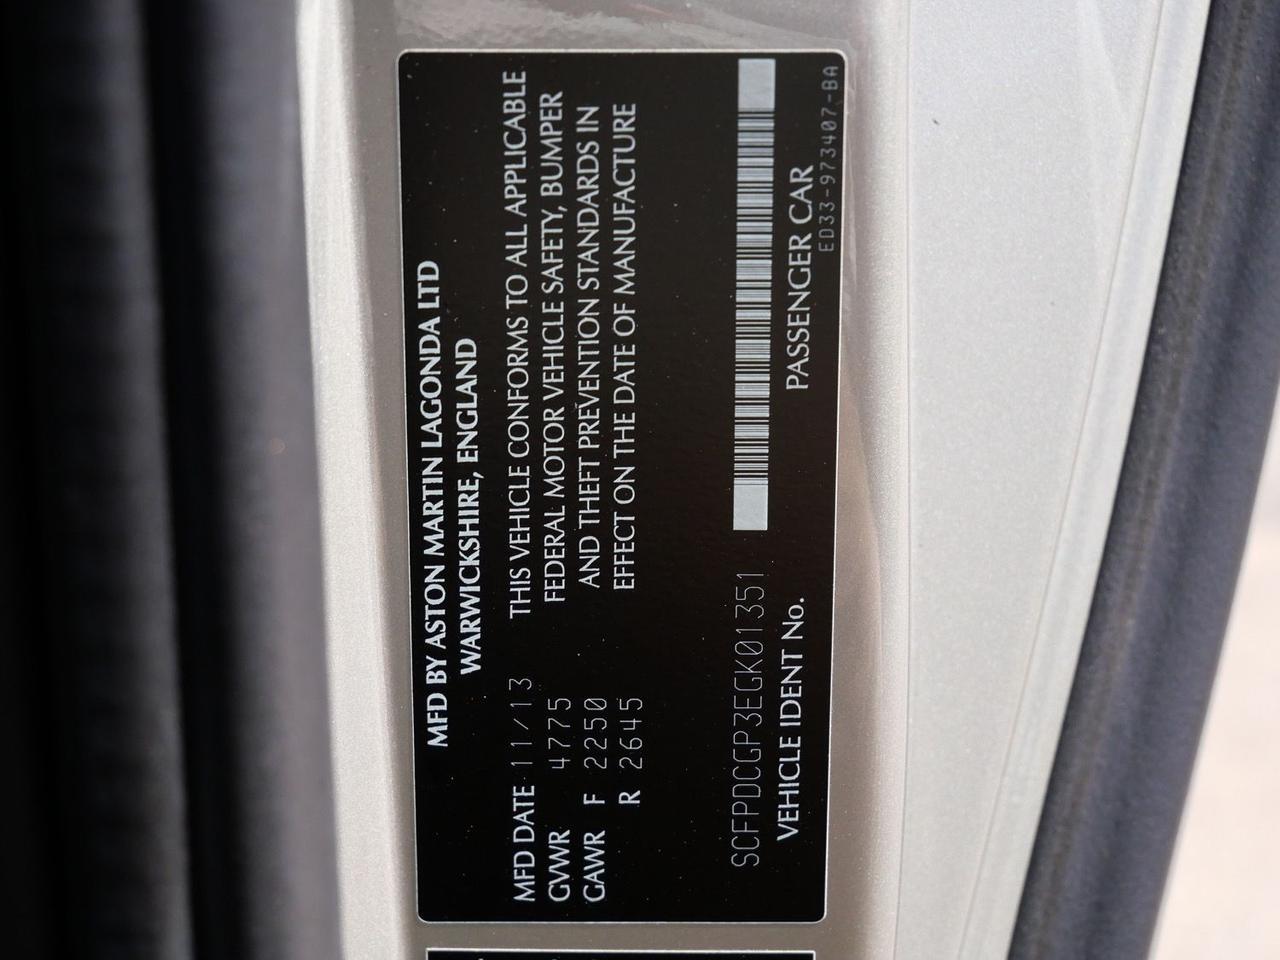 MFD BY ASTON MARTIN LAGONDA LTD
WARWICKSHIRE, ENGLAND
MFD DATE 11/13 THIS VEHICLE CONFORMS TO ALL APPLICABLE
GVWR 4775 FEDERAL MOTOR VEHICLE SAFETY, BUMPER
GAWR F 2250 AND THEFT PREVENTION STANDARDS IN
R 2645 EFFECT ON THE DATE OF MANUFACTURE
SCFPDCGP3EGK01351
VEHICLE IDENT No. PASSENGER CAR
ED33-973407-BA